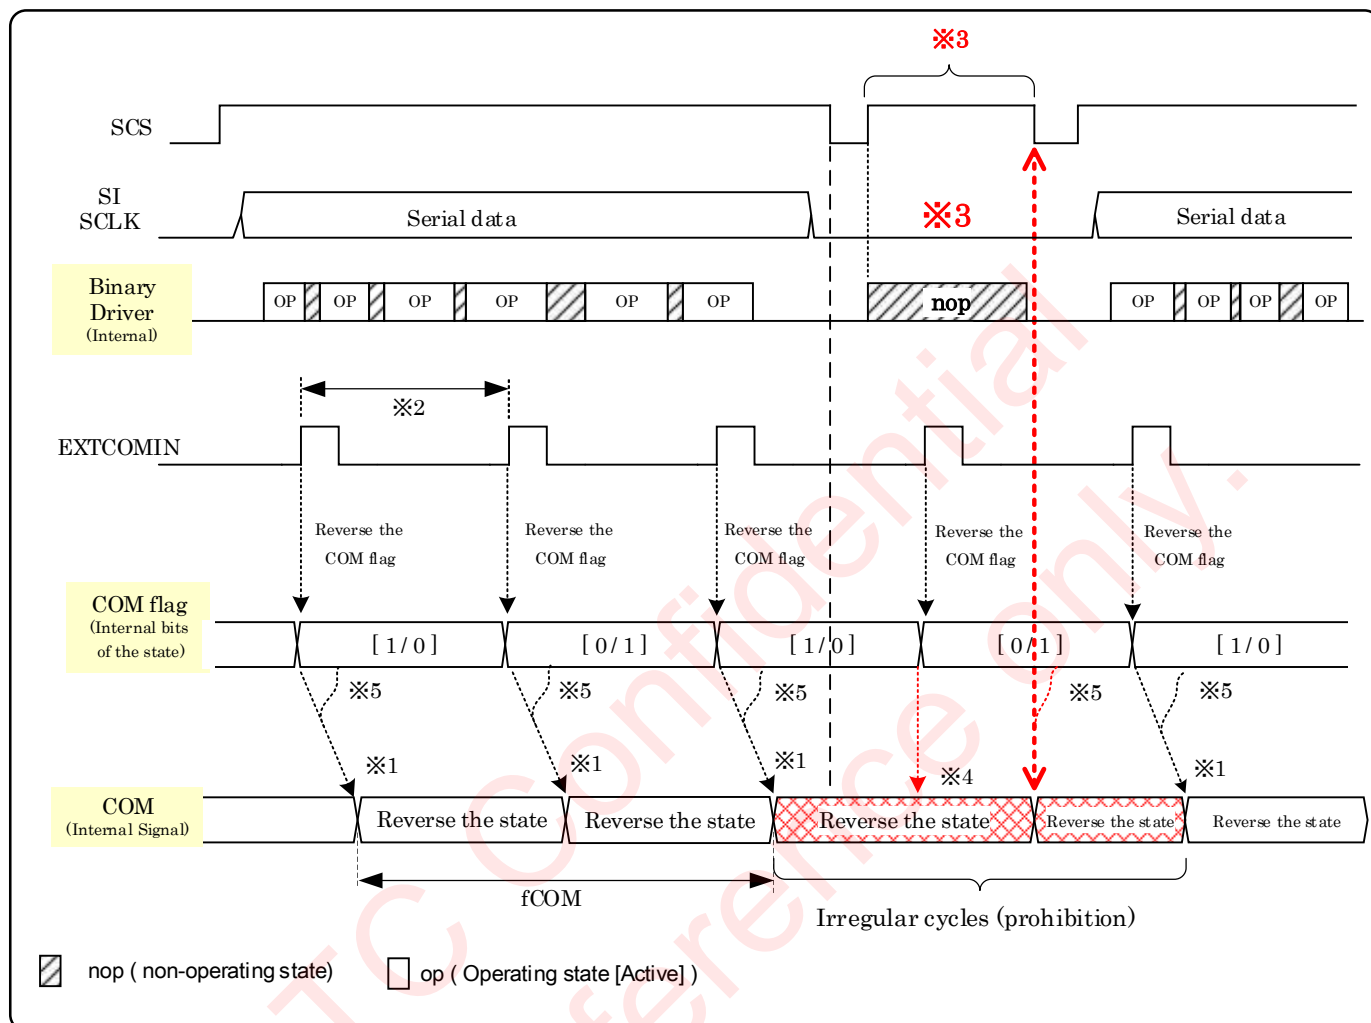 ※3
SCS
SI
SCLK
Serial data
※3
Serial data
Binary
Driver
(Internal)
OP
OP
OP
OP
OP
OP
nop
OP
OP
OP
OP
※2
EXTCOMIN
Reverse the
COM flag
Reverse the
COM flag
Reverse the
COM flag
Reverse the
COM flag
Reverse the
COM flag
COM flag
(Internal bits
of the state)
[ 1/0 ]
[ 0/1 ]
[ 1/0 ]
[ 0/1 ]
[ 1/0 ]
※5
※5
※5
※5
※5
※1
※1
※1
※4
※1
COM
(Internal Signal)
Reverse the state
Reverse the state
Reverse the state
Reverse the state
Reverse the state
fCOM
Irregular cycles (prohibition)
nop ( non-operating state)
op ( Operating state [Active] )
TC Confidential
ference only.